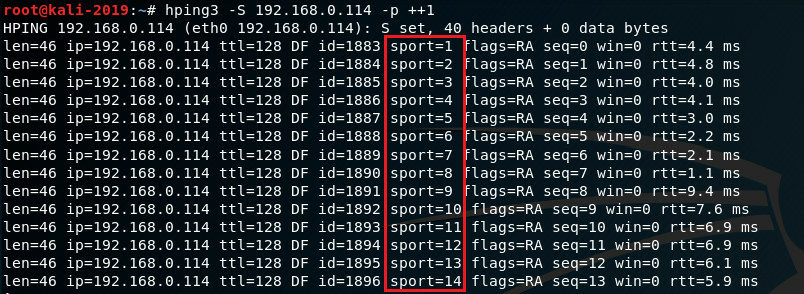 root@kali-2019:~# hping3 -S 192.168.0.114 -p ++1
HPING 192.168.0.114 (eth0 192.168.0.114): S set, 40 headers + 0 data bytes
len=46 ip=192.168.0.114 ttl=128 DF id=1883 sport=1 flags=RA seq=0 win=0 rtt=4.4 ms
len=46 ip=192.168.0.114 ttl=128 DF id=1884 sport=2 flags=RA seq=1 win=0 rtt=4.8 ms
len=46 ip=192.168.0.114 ttl=128 DF id=1885 sport=3 flags=RA seq=2 win=0 rtt=4.0 ms
len=46 ip=192.168.0.114 ttl=128 DF id=1886 sport=4 flags=RA seq=3 win=0 rtt=4.1 ms
len=46 ip=192.168.0.114 ttl=128 DF id=1887 sport=5 flags=RA seq=4 win=0 rtt=3.0 ms
len=46 ip=192.168.0.114 ttl=128 DF id=1888 sport=6 flags=RA seq=5 win=0 rtt=2.2 ms
len=46 ip=192.168.0.114 ttl=128 DF id=1889 sport=7 flags=RA seq=6 win=0 rtt=2.1 ms
len=46 ip=192.168.0.114 ttl=128 DF id=1890 sport=8 flags=RA seq=7 win=0 rtt=1.1 ms
len=46 ip=192.168.0.114 ttl=128 DF id=1891 sport=9 flags=RA seq=8 win=0 rtt=9.4 ms
len=46 ip=192.168.0.114 ttl=128 DF id=1892 sport=10 flags=RA seq=9 win=0 rtt=7.6 ms
len=46 ip=192.168.0.114 ttl=128 DF id=1893 sport=11 flags=RA seq=10 win=0 rtt=6.9 ms
len=46 ip=192.168.0.114 ttl=128 DF id=1894 sport=12 flags=RA seq=11 win=0 rtt=6.9 ms
len=46 ip=192.168.0.114 ttl=128 DF id=1895 sport=13 flags=RA seq=12 win=0 rtt=6.1 ms
len=46 ip=192.168.0.114 ttl=128 DF id=1896 sport=14 flags=RA seq=13 win=0 rtt=5.9 ms